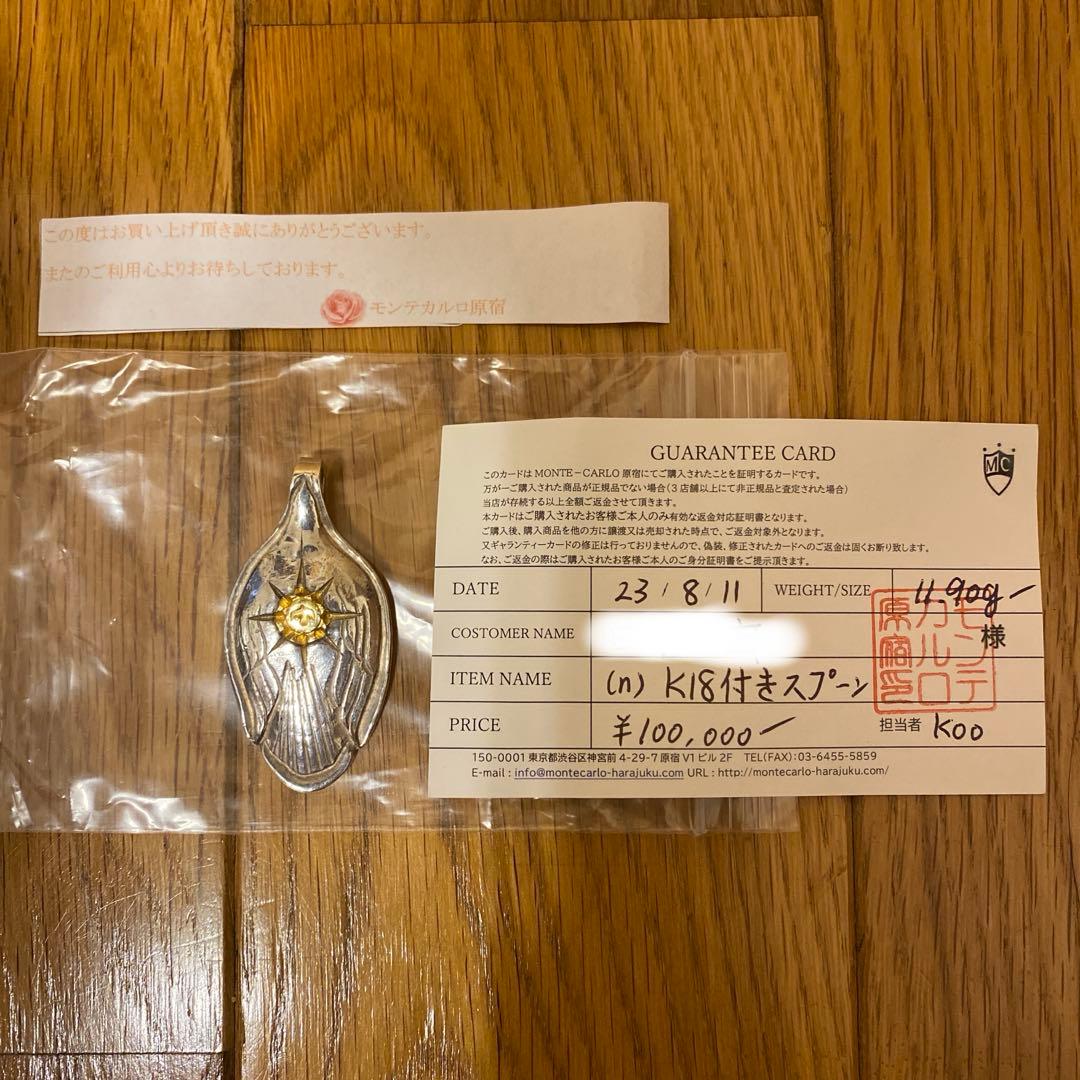 この度はお買い上げ頂き誠にありがとうございます。
またのご利用心よりお待ちしております。
モンテカルロ原宿
GUARANTEE CARD
MC
このカードは MONTE-CARLO 原宿にてご購入されたことを証明するカードです。
万が一ご購入された商品が正規品でない場合(3店舗以上にて非正規品と査定された場合)
当店が存続する以上全額ご返金させて頂きます。
本カードはご購入されたお客様ご本人のみ有効な返金対応証明書となります。
ご購入後、購入商品を他の方に譲渡又は売却された時点で、ご返金対象外となります。
又ギャランティーカードの修正は行っておりませんので、偽装、修正されたカードへのご返金は固くお断り致します。
なお、ご返金の際はご購入されたお客様ご本人のご身分証明書をご提示頂きます。
DATE 23/8/11 WEIGHT/SIZE 11.90g-
COSTOMER NAME 様
ITEM NAME (n) K18付きスプーン
モンテカルロ原宿印
PRICE ¥100,000- 担当者 Koo
150-0001 東京都渋谷区神宮前 4-29-7 原宿 V1 ビル 2F TEL(FAX):03-6455-5859
E-mail : info@montecarlo-harajuku.com URL : http://montecarlo-harajuku.com/